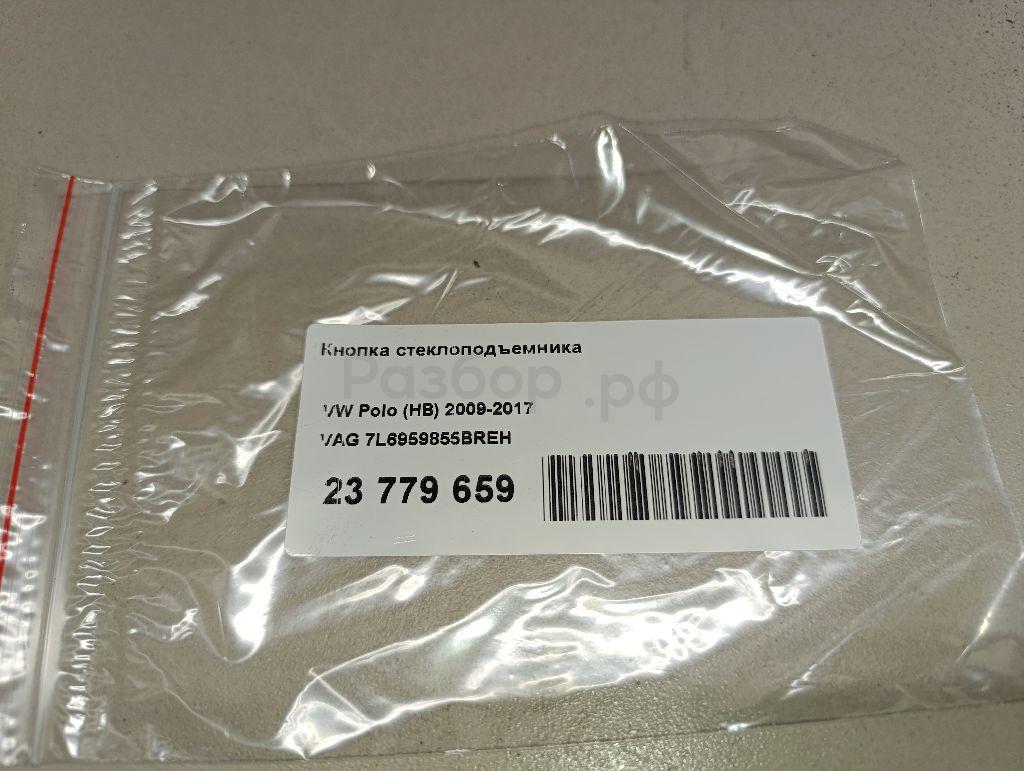 Кнопка стеклоподъемника
Разбор.рф
VW Polo (HB) 2009-2017
VAG 7L6959855BREH
23 779 659